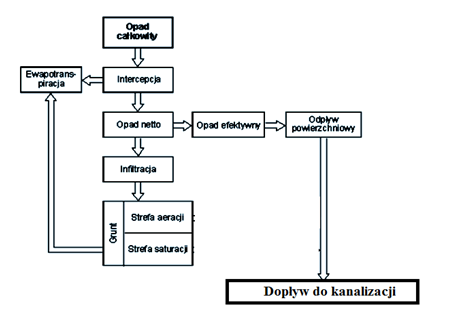 Opad
całkowity
Ewapotrans-
piracja
Intercepcja
Opad netto
Opad efektywny
Odpływ
powierzchniowy
Infiltracja
Grunt
Strefa aeracji
Strefa saturacji
Dopływ do kanalizacji